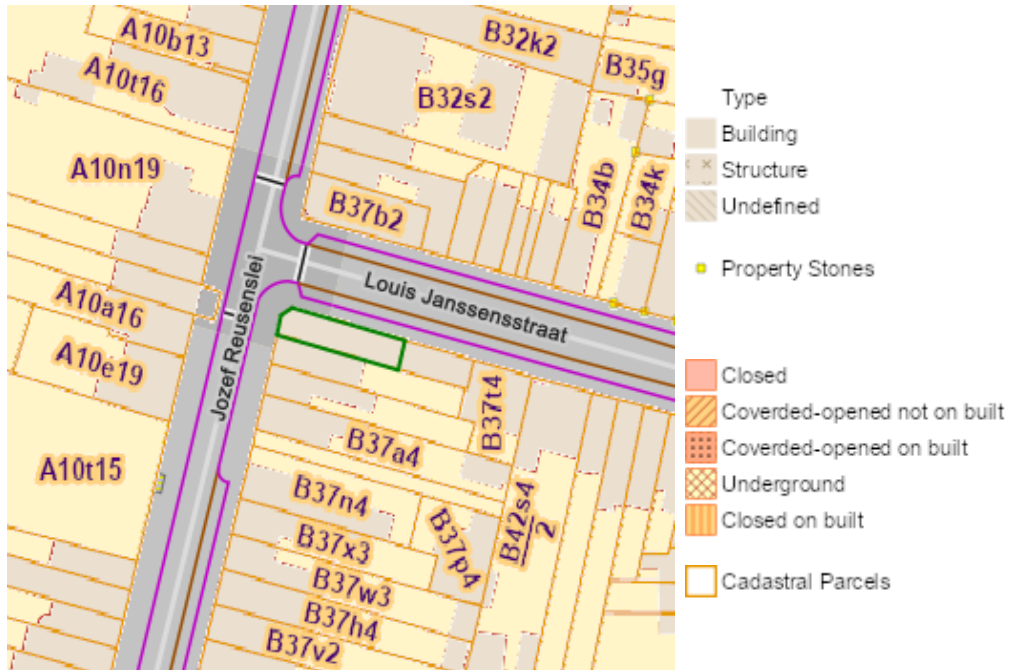 A10b13
B32k2
B35g
A10t16
B32s2
A10n19
B34b
B34k
B37b2
Louis Janssensstraat
A10a16
Jozef Reusenslei
A10e19
B37t4
B37a4
A10t15
B37n4
B42s4
2
B37p4
B37x3
B37w3
B37h4
B37v2
Type
Building
Structure
Undefined
Property Stones
Closed
Coverded-opened not on built
Coverded-opened on built
Underground
Closed on built
Cadastral Parcels